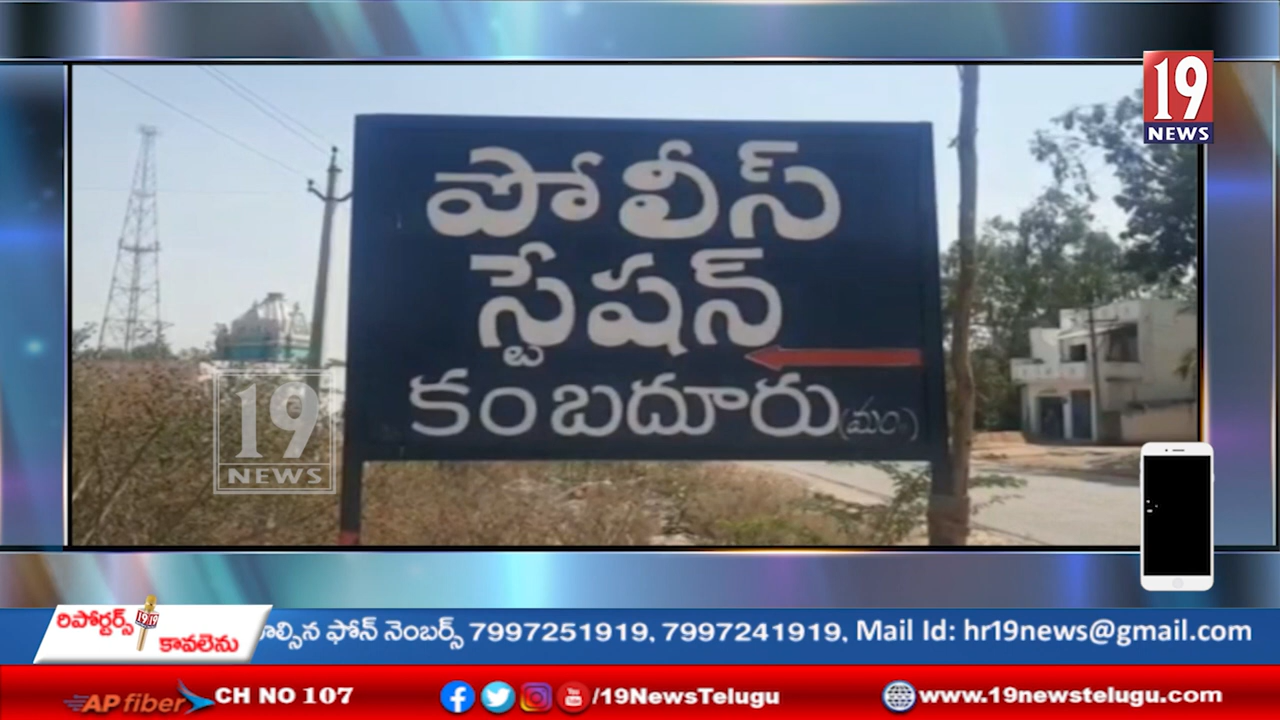 19
NEWS
పోలీస్
స్టేషన్
కంబదూరు (మం)
19
NEWS
రిపోర్టర్స్ 19
కావలెను
ల్సిన ఫోన్ నెంబర్స్ 7997251919, 7997241919, Mail Id: hr19news@gmail.com
AP fiber CH NO 107 /19NewsTelugu www.19newstelugu.com